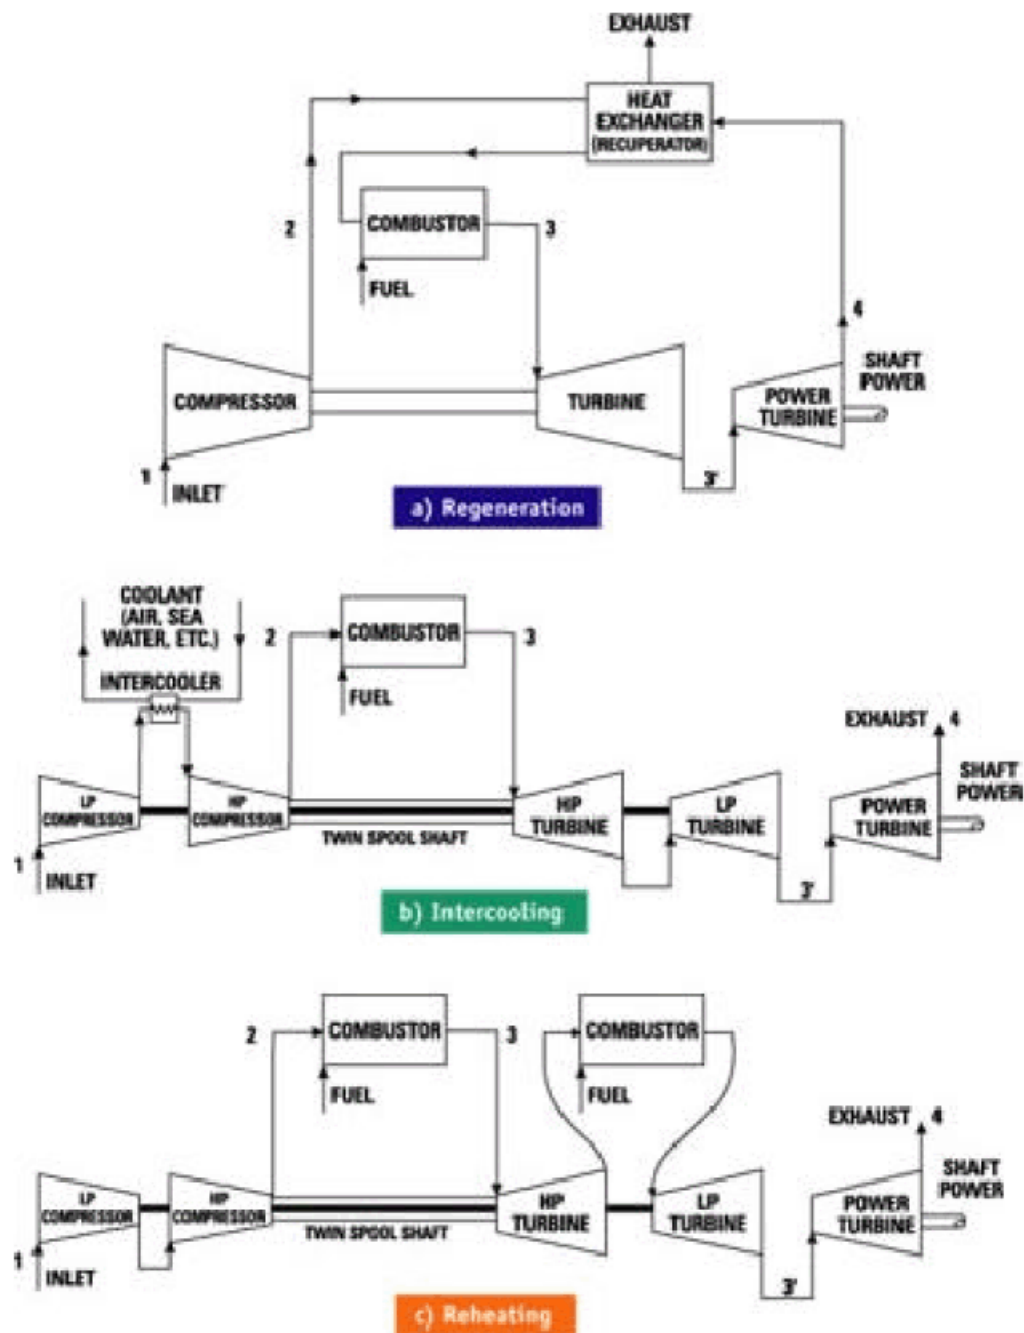 EXHAUST
HEAT
EXCHANGER
(RECUPERATOR)
2
COMBUSTOR
3
FUEL
4
SHAFT
POWER
COMPRESSOR
TURBINE
POWER
TURBINE
1
INLET
3'
a) Regeneration
COOLANT
(AIR, SEA
WATER, ETC.)
INTERCOOLER
2
COMBUSTOR
3
FUEL
EXHAUST 4
SHAFT
POWER
LP
COMPRESSOR
HP
COMPRESSOR
TWIN SPOOL SHAFT
HP
TURBINE
LP
TURBINE
POWER
TURBINE
1
INLET
3'
b) Intercooling
2
COMBUSTOR
3
COMBUSTOR
FUEL
FUEL
EXHAUST 4
SHAFT
POWER
LP
COMPRESSOR
HP
COMPRESSOR
TWIN SPOOL SHAFT
HP
TURBINE
LP
TURBINE
POWER
TURBINE
1
INLET
3'
c) Reheating